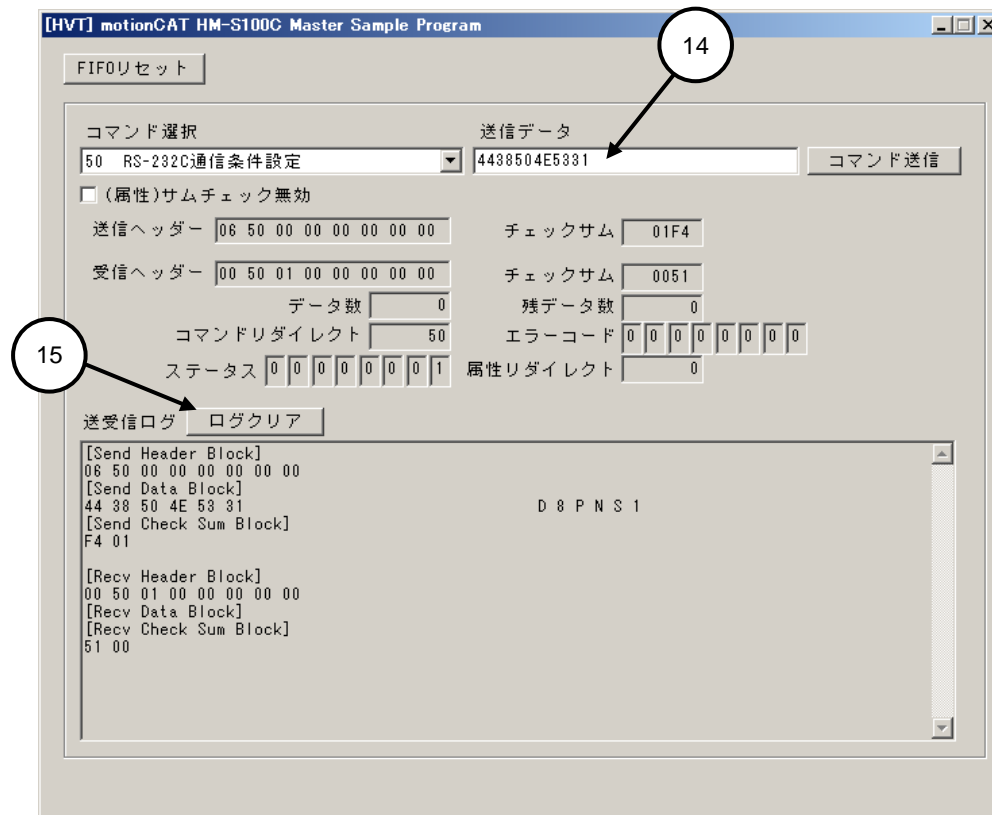 [HVT] motionCAT HM-S100C Master Sample Program
14
FIFOリセット
コマンド選択 送信データ
50 RS-232C通信条件設定 4438504E5331 コマンド送信
(属性)サムチェック無効
送信ヘッダー 06 50 00 00 00 00 00 00 チェックサム 01F4
受信ヘッダー 00 50 01 00 00 00 00 00 チェックサム 0051
データ数 0 残データ数 0
コマンドリダイレクト 50 エラーコード 0 0 0 0 0 0 0 0
15
ステータス 0 0 0 0 0 0 0 1 属性リダイレクト 0
送受信ログ ログクリア
[Send Header Block]
06 50 00 00 00 00 00 00
[Send Data Block]
44 38 50 4E 53 31 D 8 P N S 1
[Send Check Sum Block]
F4 01
[Recv Header Block]
00 50 01 00 00 00 00 00
[Recv Data Block]
[Recv Check Sum Block]
51 00